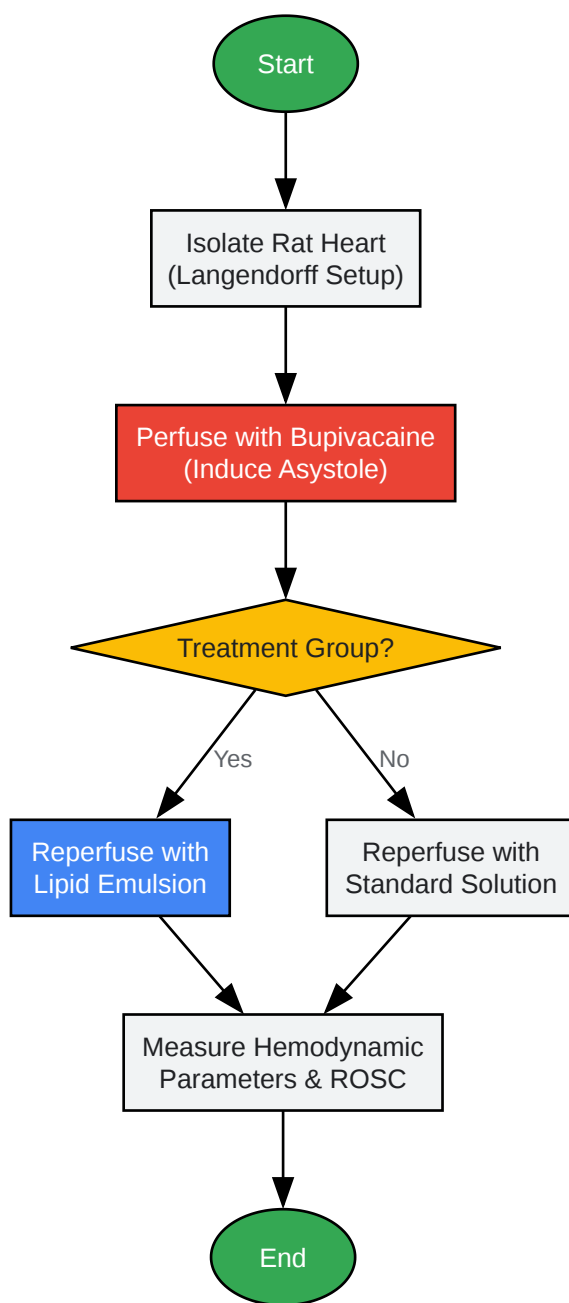 Start
Isolate Rat Heart
(Langendorff Setup)
Perfuse with Bupivacaine
(Induce Asystole)
Treatment Group?
Yes
No
Reperfuse with
Lipid Emulsion
Reperfuse with
Standard Solution
Measure Hemodynamic
Parameters & ROSC
End